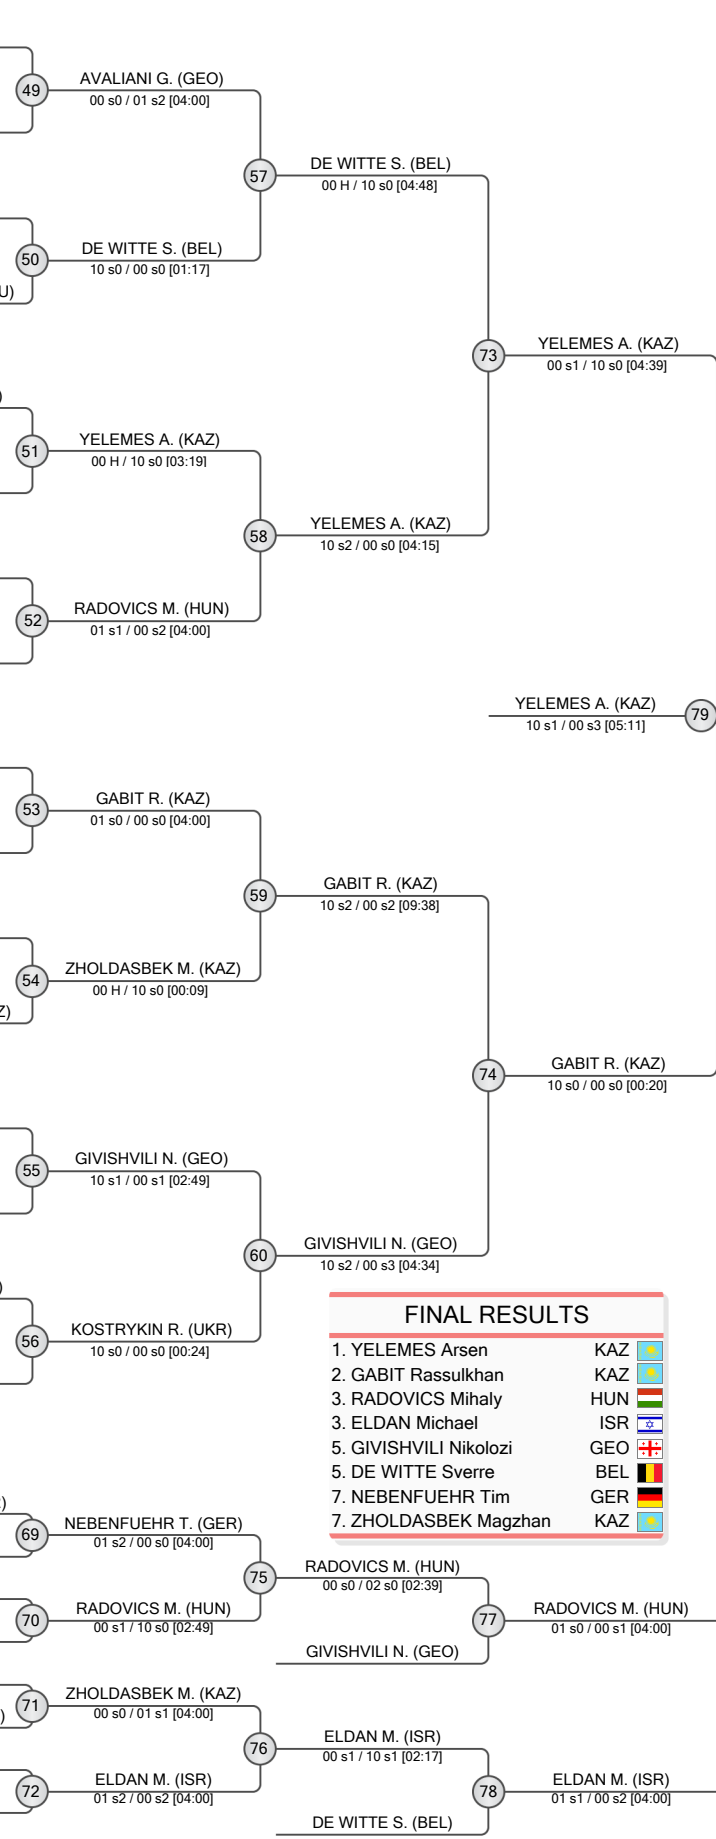 49
AVALIANI G. (GEO)
00 s0 / 01 s2 [04:00]
57
DE WITTE S. (BEL)
00 H / 10 s0 [04:48]
50
DE WITTE S. (BEL)
10 s0 / 00 s0 [01:17]
U)
73
YELEMES A. (KAZ)
00 s1 / 10 s0 [04:39]
)
51
YELEMES A. (KAZ)
00 H / 10 s0 [03:19]
58
YELEMES A. (KAZ)
10 s2 / 00 s0 [04:15]
52
RADOVICS M. (HUN)
01 s1 / 00 s2 [04:00]
YELEMES A. (KAZ)
10 s1 / 00 s3 [05:11]
79
53
GABIT R. (KAZ)
01 s0 / 00 s0 [04:00]
59
GABIT R. (KAZ)
10 s2 / 00 s2 [09:38]
54
ZHOLDASBEK M. (KAZ)
00 H / 10 s0 [00:09]
Z)
74
GABIT R. (KAZ)
10 s0 / 00 s0 [00:20]
55
GIVISHVILI N. (GEO)
10 s1 / 00 s1 [02:49]
60
GIVISHVILI N. (GEO)
10 s2 / 00 s3 [04:34]
)
56
KOSTRYKIN R. (UKR)
10 s0 / 00 s0 [00:24]
FINAL RESULTS
1. YELEMES Arsen KAZ
2. GABIT Rassulkhan KAZ
3. RADOVICS Mihaly HUN
3. ELDAN Michael ISR
5. GIVISHVILI Nikolozi GEO
5. DE WITTE Sverre BEL
7. NEBENFUEHR Tim GER
7. ZHOLDASBEK Magzhan KAZ
69
NEBENFUEHR T. (GER)
01 s2 / 00 s0 [04:00]
75
RADOVICS M. (HUN)
00 s0 / 02 s0 [02:39]
70
RADOVICS M. (HUN)
00 s1 / 10 s0 [02:49]
77
RADOVICS M. (HUN)
01 s0 / 00 s1 [04:00]
GIVISHVILI N. (GEO)
71
ZHOLDASBEK M. (KAZ)
00 s0 / 01 s1 [04:00]
)
76
ELDAN M. (ISR)
00 s1 / 10 s1 [02:17]
72
ELDAN M. (ISR)
01 s2 / 00 s2 [04:00]
78
ELDAN M. (ISR)
01 s1 / 00 s2 [04:00]
DE WITTE S. (BEL)